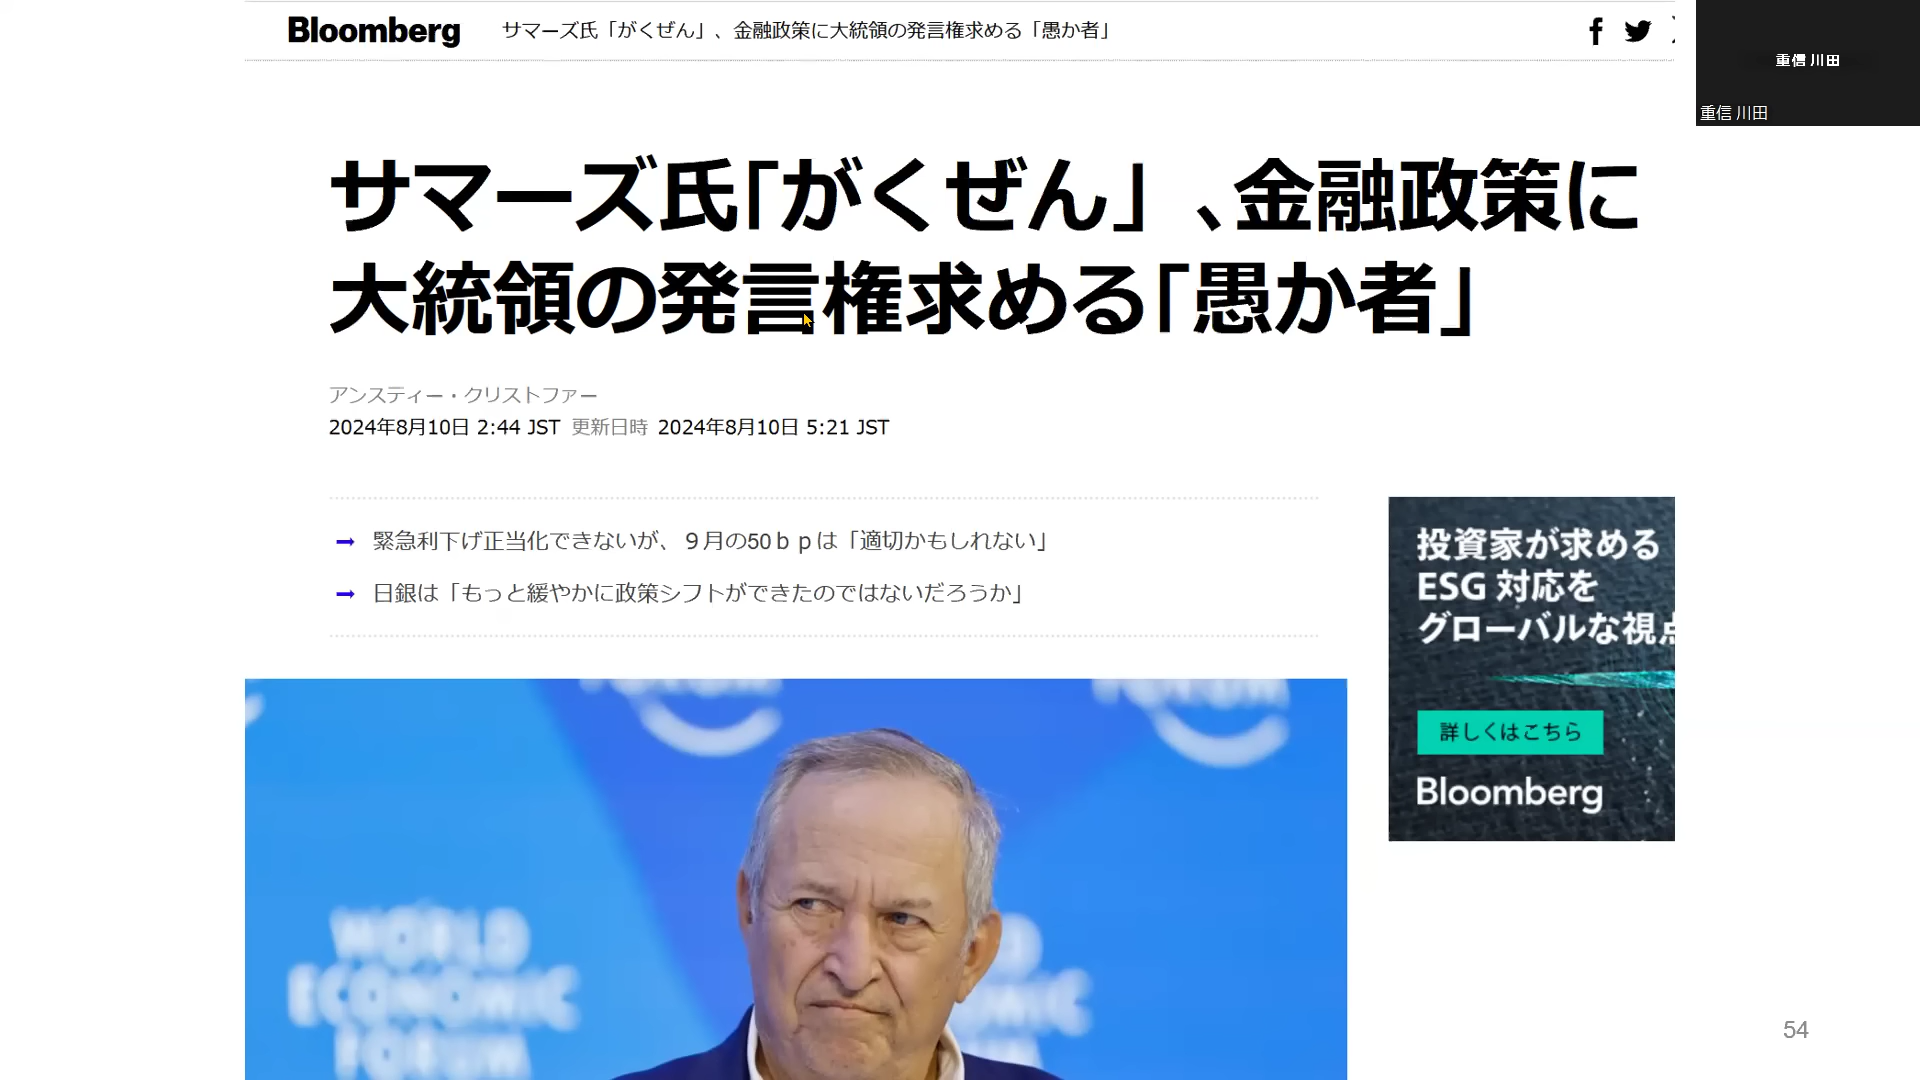 Bloomberg サマーズ氏「がくぜん」、金融政策に大統領の発言権求める「愚か者」
重信 川田
重信 川田
サマーズ氏「がくぜん」、金融政策に
大統領の発言権求める「愚か者」
アンスティー・クリストファー
2024年8月10日 2:44 JST 更新日時 2024年8月10日 5:21 JST
➞ 緊急利下げ正当化できないが、９月の50ｂｐは「適切かもしれない」
➞ 日銀は「もっと緩やかに政策シフトができたのではないだろうか」
投資家が求める
ESG 対応を
グローバルな視点
詳しくはこちら
Bloomberg
FORUM
FORUM
WORLD
ECONOMIC
FORUM
54